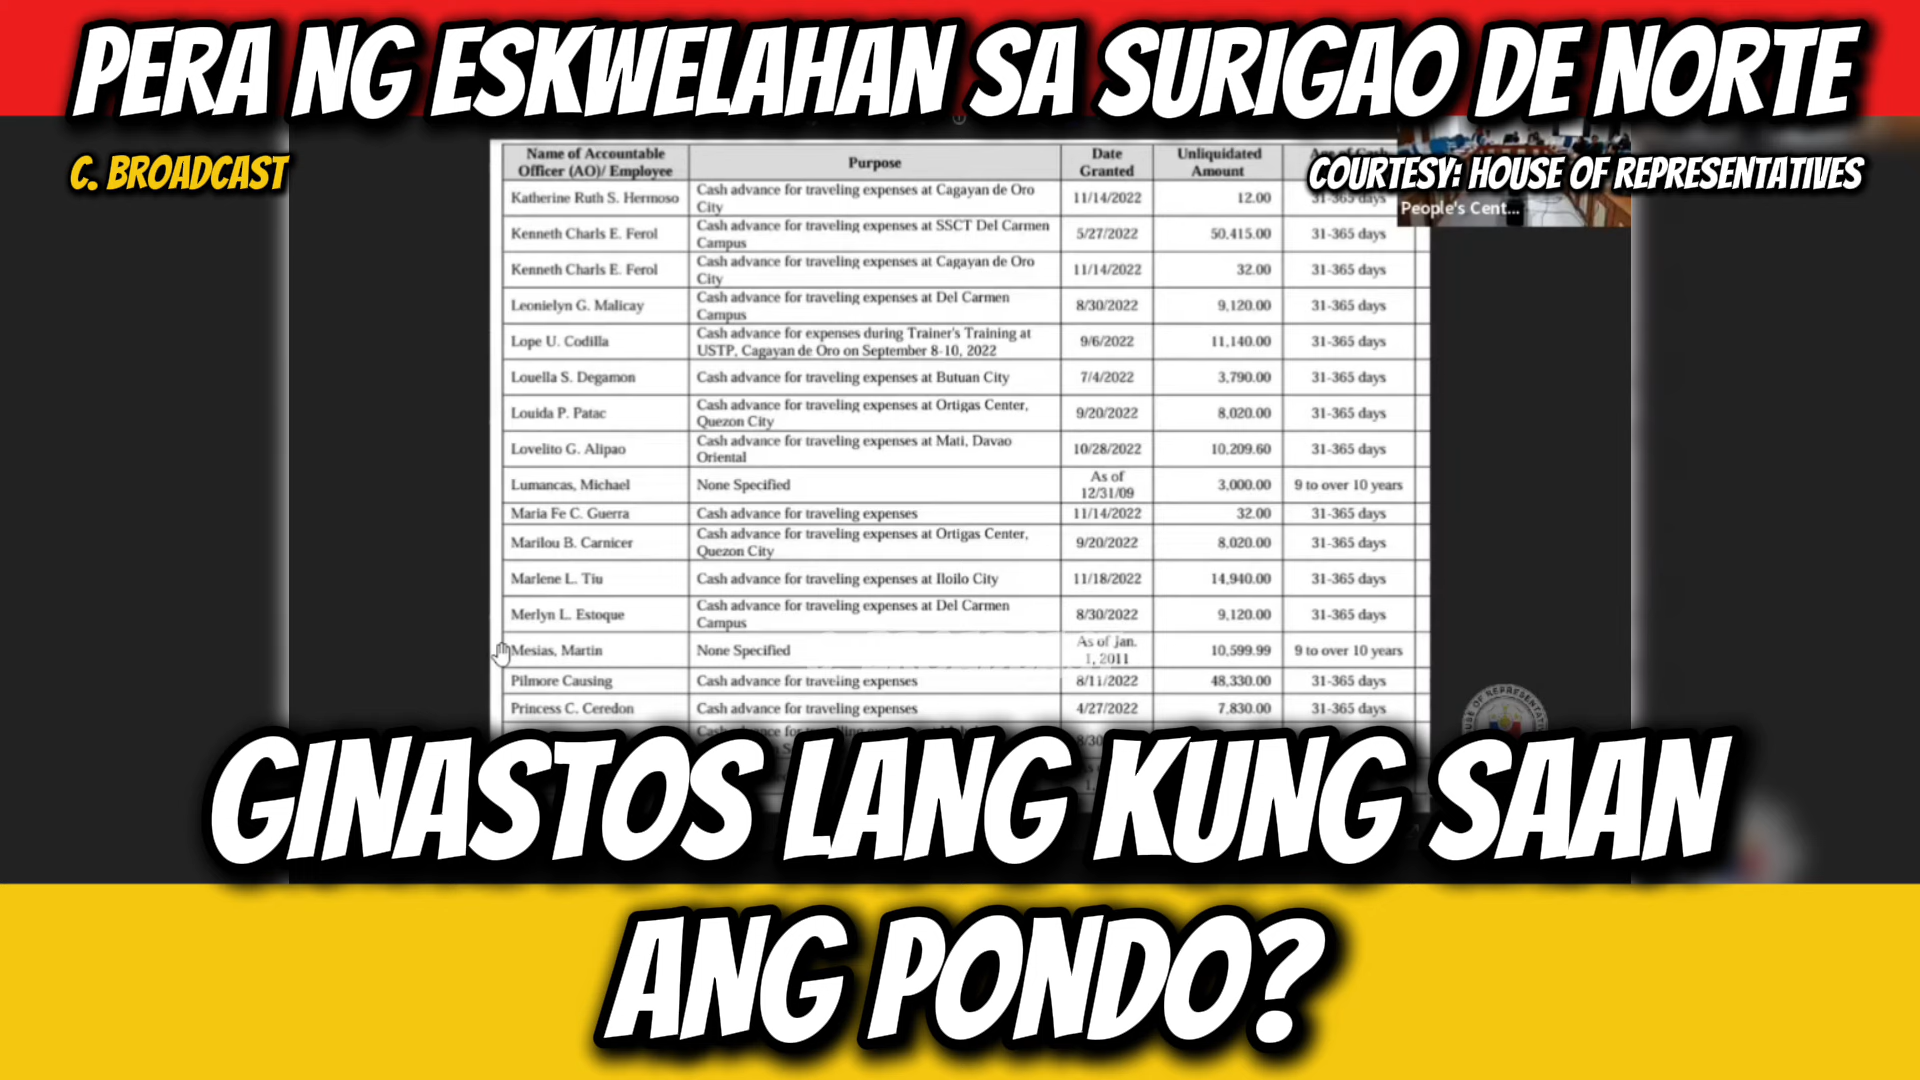 PERA NG ESKWELAHAN SA SURIGAO DE NORTE
C. BROADCAST
COURTESY: HOUSE OF REPRESENTATIVES
People's Cent...
Name of Accountable Officer (AO)/ Employee Purpose Date Granted Unliquidated Amount
Katherine Ruth S. Hermoso Cash advance for traveling expenses at Cagayan de Oro City 11/14/2022 12.00 31-365 days
Kenneth Charls E. Ferol Cash advance for traveling expenses at SSCT Del Carmen Campus 5/27/2022 50,415.00 31-365 days
Kenneth Charls E. Ferol Cash advance for traveling expenses at Cagayan de Oro City 11/14/2022 32.00 31-365 days
Leonielyn G. Malicay Cash advance for traveling expenses at Del Carmen Campus 8/30/2022 9,120.00 31-365 days
Lope U. Codilla Cash advance for expenses during Trainer's Training at USTP, Cagayan de Oro on September 8-10, 2022 9/6/2022 11,140.00 31-365 days
Louella S. Degamon Cash advance for traveling expenses at Butuan City 7/4/2022 3,790.00 31-365 days
Louida P. Patac Cash advance for traveling expenses at Ortigas Center, Quezon City 9/20/2022 8,020.00 31-365 days
Lovelito G. Alipao Cash advance for traveling expenses at Mati, Davao Oriental 10/28/2022 10,209.60 31-365 days
Lumancas, Michael None Specified As of 12/31/09 3,000.00 9 to over 10 years
Maria Fe C. Guerra Cash advance for traveling expenses 11/14/2022 32.00 31-365 days
Marilou B. Carnicer Cash advance for traveling expenses at Ortigas Center, Quezon City 9/20/2022 8,020.00 31-365 days
Marlene L. Tiu Cash advance for traveling expenses at Iloilo City 11/18/2022 14,940.00 31-365 days
Merlyn L. Estoque Cash advance for traveling expenses at Del Carmen Campus 8/30/2022 9,120.00 31-365 days
Mesias, Martin None Specified As of Jan. 1, 2011 10,599.99 9 to over 10 years
Pilmore Causing Cash advance for traveling expenses 8/11/2022 48,330.00 31-365 days
Princess C. Ceredon Cash advance for traveling expenses 4/27/2022 7,830.00 31-365 days
GINASTOS LANG KUNG SAAN
ANG PONDO?